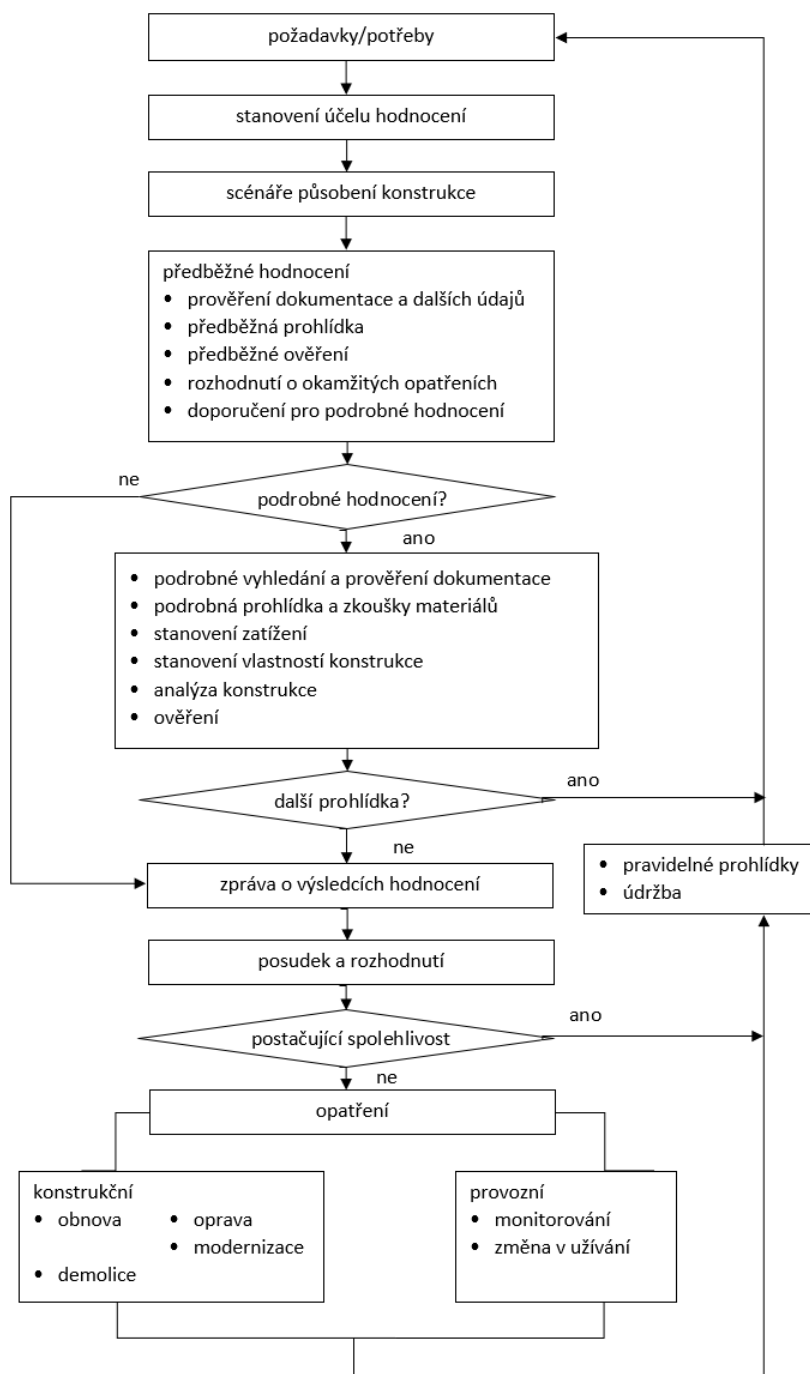 požadavky/potřeby
stanovení účelu hodnocení
scénáře působení konstrukce
předběžné hodnocení
• prověření dokumentace a dalších údajů
• předběžná prohlídka
• předběžné ověření
• rozhodnutí o okamžitých opatřeních
• doporučení pro podrobné hodnocení
ne
podrobné hodnocení?
ano
• podrobné vyhledání a prověření dokumentace
• podrobná prohlídka a zkoušky materiálů
• stanovení zatížení
• stanovení vlastností konstrukce
• analýza konstrukce
• ověření
další prohlídka?
ano
ne
• pravidelné prohlídky
• údržba
zpráva o výsledcích hodnocení
posudek a rozhodnutí
postačující spolehlivost
ano
ne
opatření
konstrukční
• obnova
• oprava
• modernizace
• demolice
provozní
• monitorování
• změna v užívání